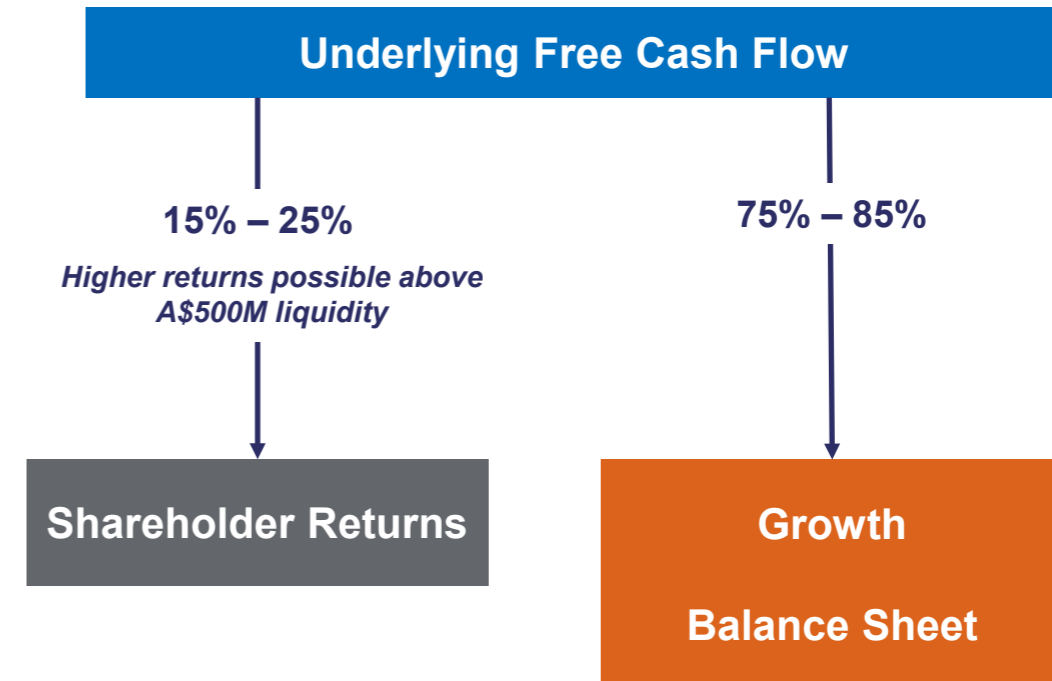 Underlying Free Cash Flow
15% – 25%
Higher returns possible above
A$500M liquidity
75% – 85%
Shareholder Returns
Growth
Balance Sheet